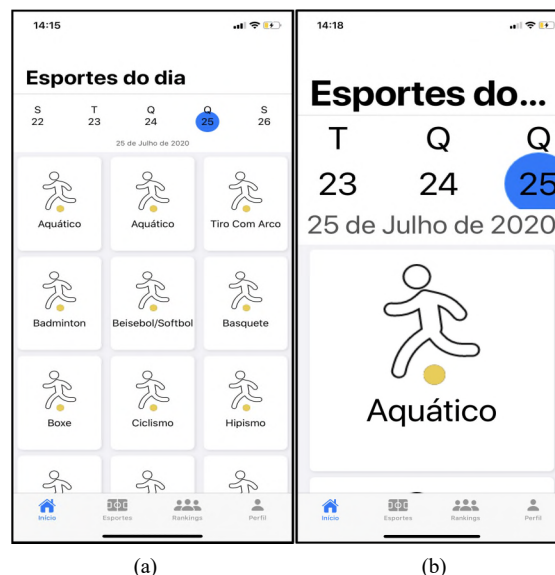 14:15
Esportes do dia
S T Q Q S
22 23 24 25 26
25 de Julho de 2020
Aquático Aquático Tiro Com Arco
Badminton Beisebol/Softbol Basquete
Boxe Ciclismo Hipismo
Início Esportes Rankings Perfil
(a)
14:18
Esportes do...
T Q Q
23 24 25
25 de Julho de 2020
Aquático
Início Esportes Rankings Perfil
(b)